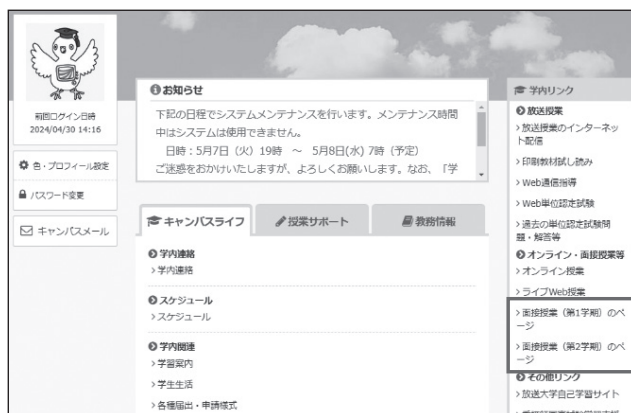 前回ログイン日時
2024/04/30 14:16
色・プロフィール設定
パスワード変更
キャンパスメール
お知らせ
下記の日程でシステムメンテナンスを行います。メンテナンス時間
中はシステムは使用できません。
日時:5月7日(火)19時 ～ 5月8日(水)7時(予定)
ご迷惑をおかけいたしますが、よろしくお願いします。なお、「学
キャンパスライフ
授業サポート
教務情報
学内連絡
>学内連絡
スケジュール
>スケジュール
学内関連
>学習案内
>学生生活
>各種届出・申請様式
学内リンク
放送授業
>放送授業のインターネッ
ト配信
>印刷教材試し読み
>Web通信指導
>Web単位認定試験
>過去の単位認定試験問
題・解答等
オンライン・面接授業等
>オンライン授業
>ライブWeb授業
>面接授業(第1学期)のペ
ージ
>面接授業(第2学期)のペ
ージ
その他リンク
>放送大学自己学習サイト